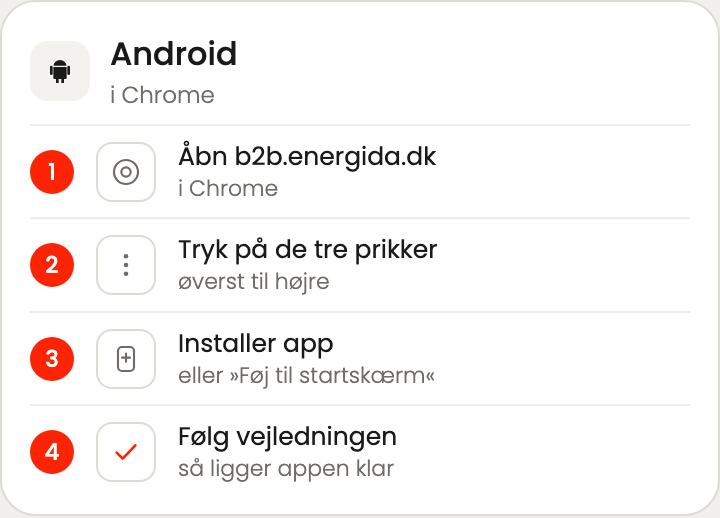 Android
i Chrome
1
Åbn b2b.energida.dk
i Chrome
2
Tryk på de tre prikker
øverst til højre
3
Installer app
eller »Føj til startskærm«
4
Følg vejledningen
så ligger appen klar